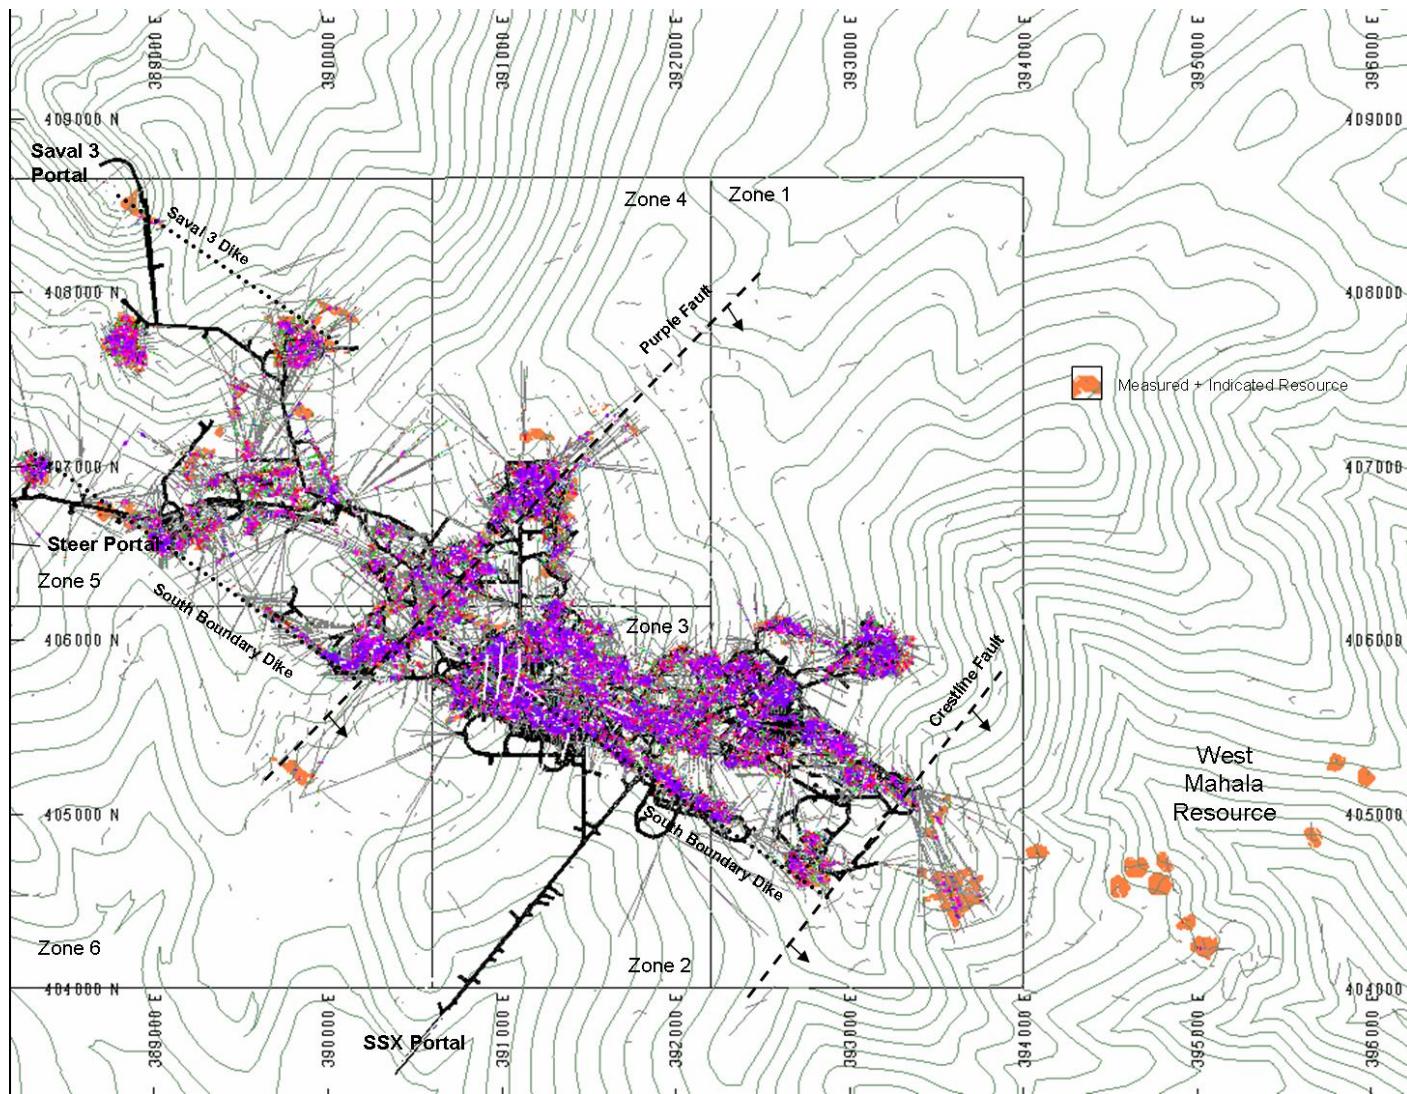 389000 E
390000 E
391000 E
392000 E
393000 E
394000 E
395000 E
396000 E
409000 N
409000
Saval 3
Portal
Zone 4
Zone 1
Saval 3 Dike
408000 N
408000
Purple Fault
Measured + Indicated Resource
407000 N
407000
Steer Portal
Zone 5
South Boundary Dike
406000 N
Zone 3
406000
Crestline Fault
West
Mahala
Resource
405000 N
405000
South Boundary Dike
Zone 6
Zone 2
404000 N
404000
SSX Portal
389000 E
390000 E
391000 E
392000 E
393000 E
394000 E
395000 E
396000 E